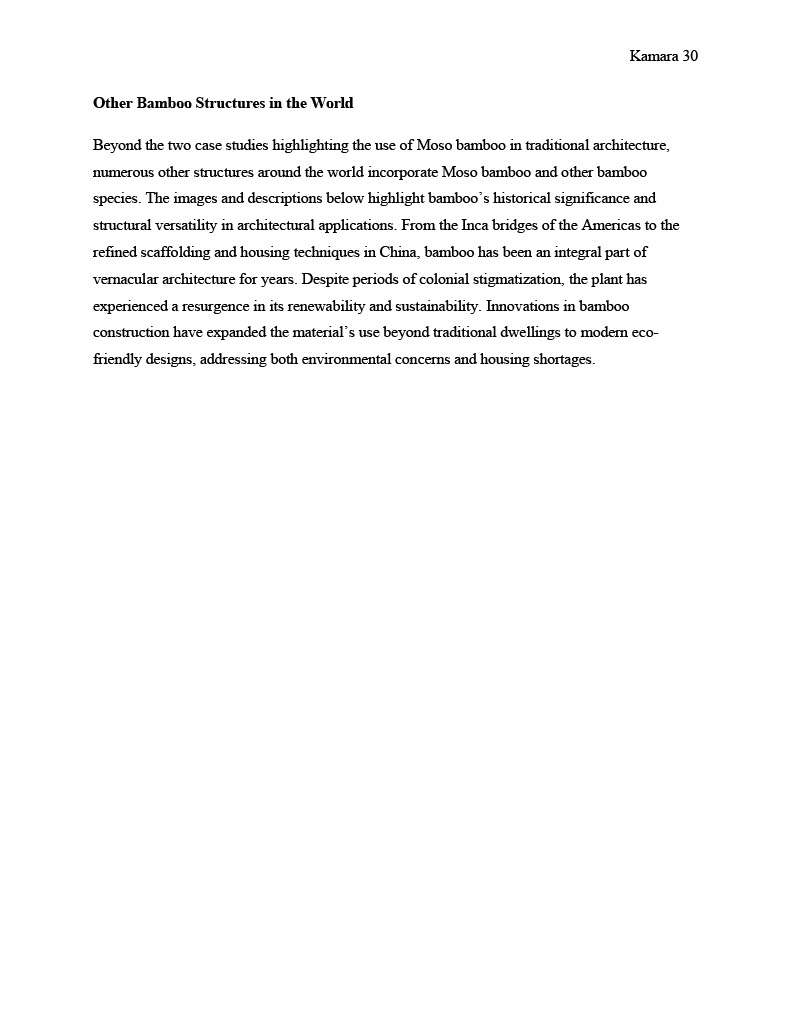 Kamara 30
Other Bamboo Structures in the World
Beyond the two case studies highlighting the use of Moso bamboo in traditional architecture,
numerous other structures around the world incorporate Moso bamboo and other bamboo
species. The images and descriptions below highlight bamboo’s historical significance and
structural versatility in architectural applications. From the Inca bridges of the Americas to the
refined scaffolding and housing techniques in China, bamboo has been an integral part of
vernacular architecture for years. Despite periods of colonial stigmatization, the plant has
experienced a resurgence in its renewability and sustainability. Innovations in bamboo
construction have expanded the material’s use beyond traditional dwellings to modern eco-
friendly designs, addressing both environmental concerns and housing shortages.